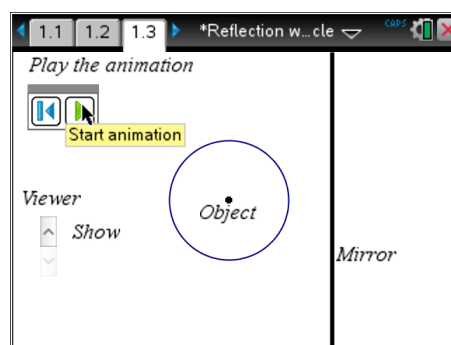 1.1 1.2 1.3 *Reflection w...cle CAPS
Play the animation
Start animation
Viewer
Show
Object
Mirror